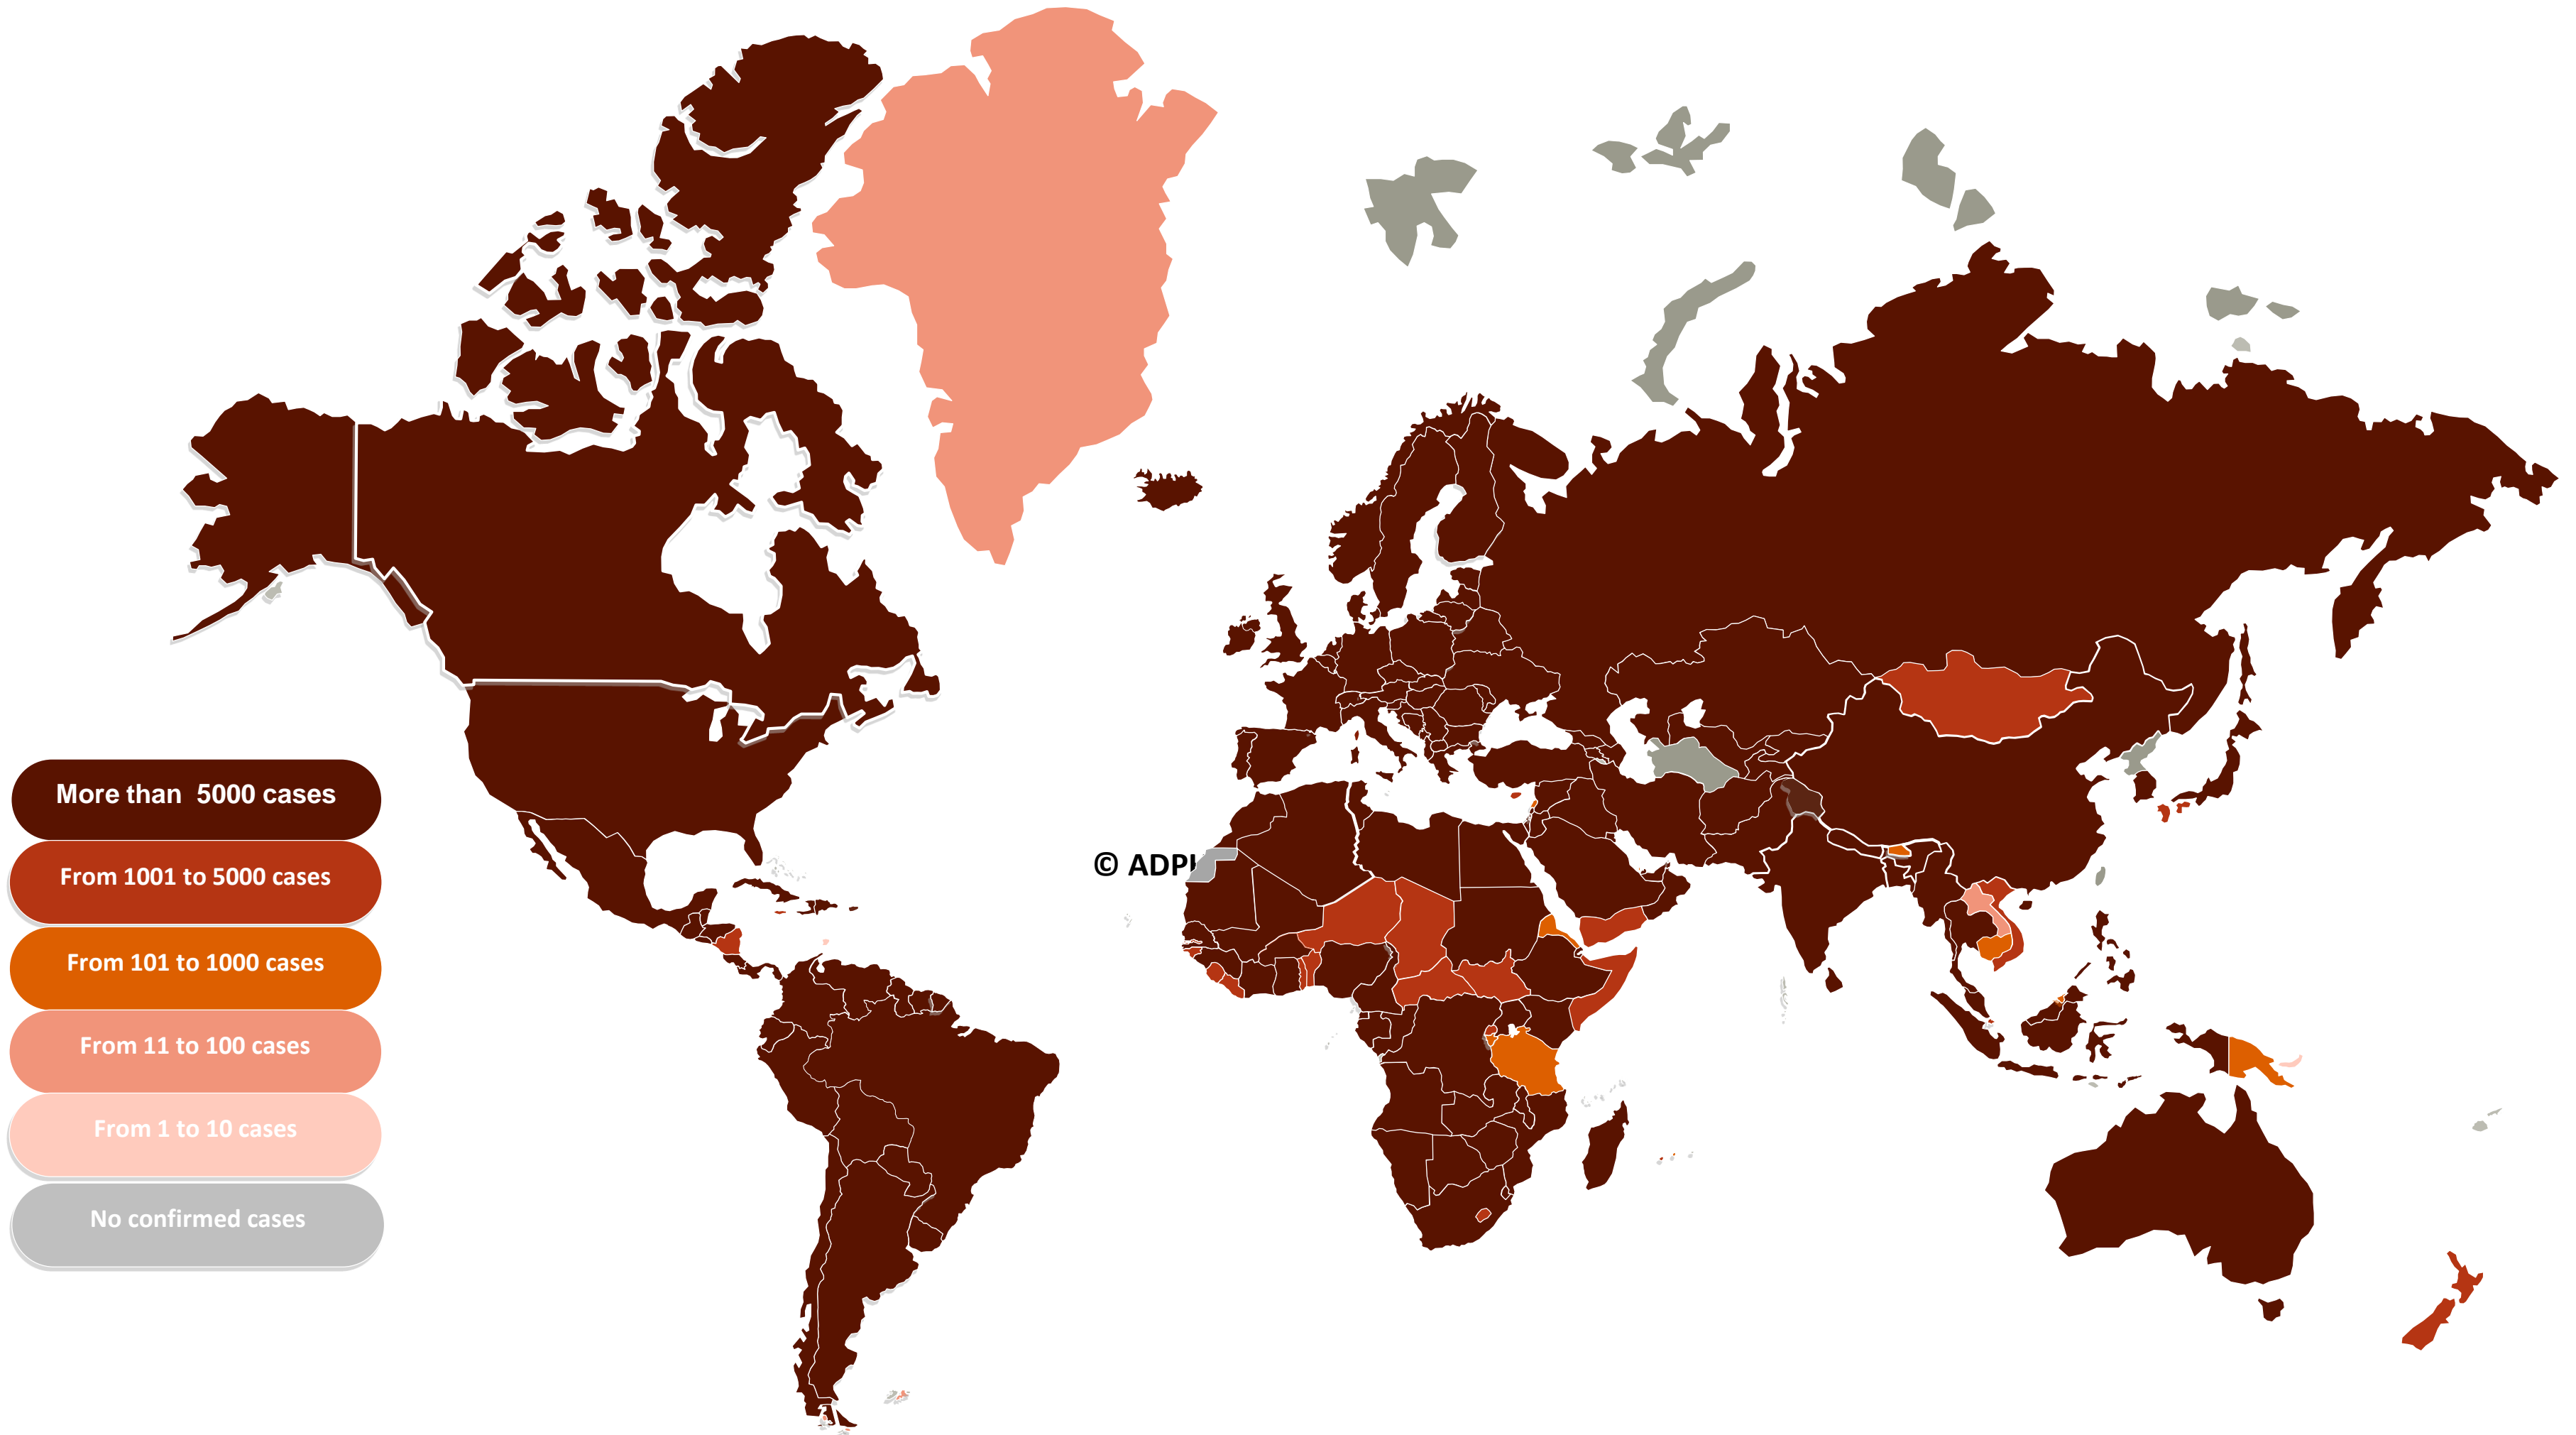 More than  5000 cases
From 1001 to 5000 cases
© ADPH
From 101 to 1000 cases
From 11 to 100 cases
From 1 to 10 cases
No confirmed cases